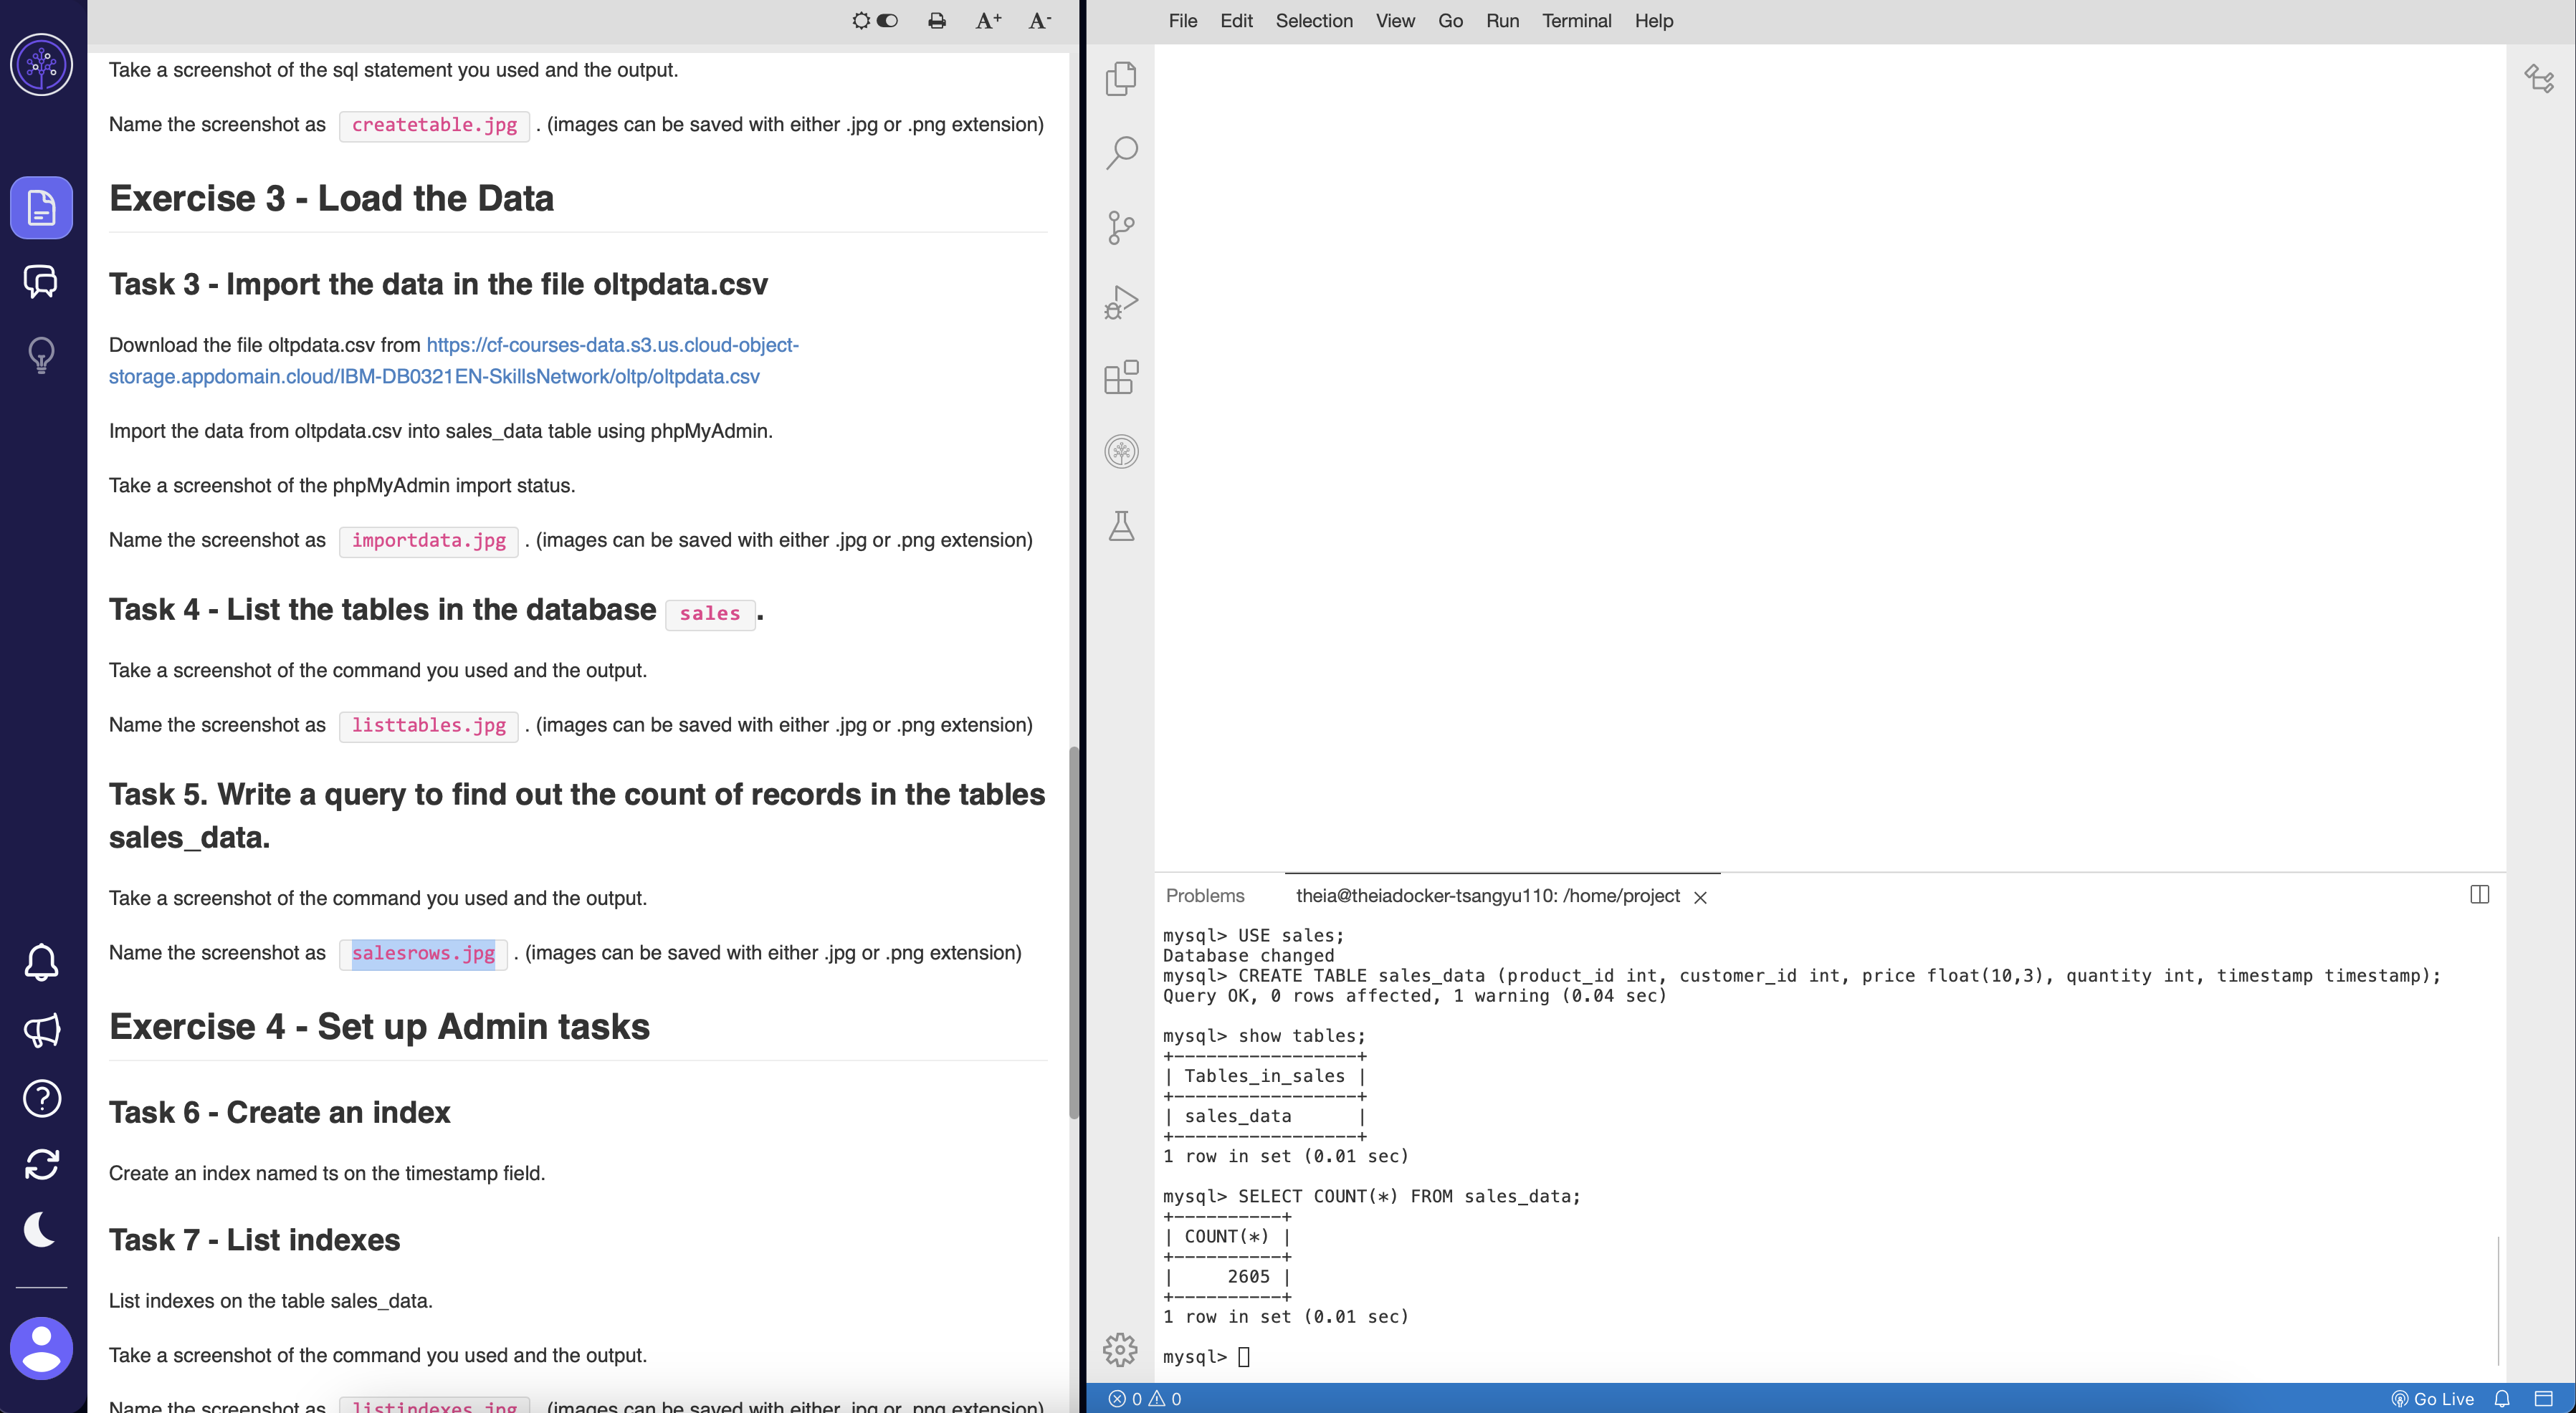 A+ A-
Take a screenshot of the sql statement you used and the output.
Name the screenshot as createtable.jpg . (images can be saved with either .jpg or .png extension)
Exercise 3 - Load the Data
Task 3 - Import the data in the file oltpdata.csv
Download the file oltpdata.csv from https://cf-courses-data.s3.us.cloud-object-
storage.appdomain.cloud/IBM-DB0321EN-SkillsNetwork/oltp/oltpdata.csv
Import the data from oltpdata.csv into sales_data table using phpMyAdmin.
Take a screenshot of the phpMyAdmin import status.
Name the screenshot as importdata.jpg . (images can be saved with either .jpg or .png extension)
Task 4 - List the tables in the database sales .
Take a screenshot of the command you used and the output.
Name the screenshot as listtables.jpg . (images can be saved with either .jpg or .png extension)
Task 5. Write a query to find out the count of records in the tables
sales_data.
Take a screenshot of the command you used and the output.
Name the screenshot as salesrows.jpg . (images can be saved with either .jpg or .png extension)
Exercise 4 - Set up Admin tasks
Task 6 - Create an index
Create an index named ts on the timestamp field.
Task 7 - List indexes
List indexes on the table sales_data.
Take a screenshot of the command you used and the output.
Name the screenshot as listindexes.jpg (images can be saved with either .jpg or .png extension)
File Edit Selection View Go Run Terminal Help
Problems theia@theiadocker-tsangyu110: /home/project
mysql> USE sales;
Database changed
mysql> CREATE TABLE sales_data (product_id int, customer_id int, price float(10,3), quantity int, timestamp timestamp);
Query OK, 0 rows affected, 1 warning (0.04 sec)
mysql> show tables;
+-----------------+
| Tables_in_sales |
+-----------------+
| sales_data      |
+-----------------+
1 row in set (0.01 sec)
mysql> SELECT COUNT(*) FROM sales_data;
+----------+
| COUNT(*) |
+----------+
|     2605 |
+----------+
1 row in set (0.01 sec)
mysql>
0 0 Go Live